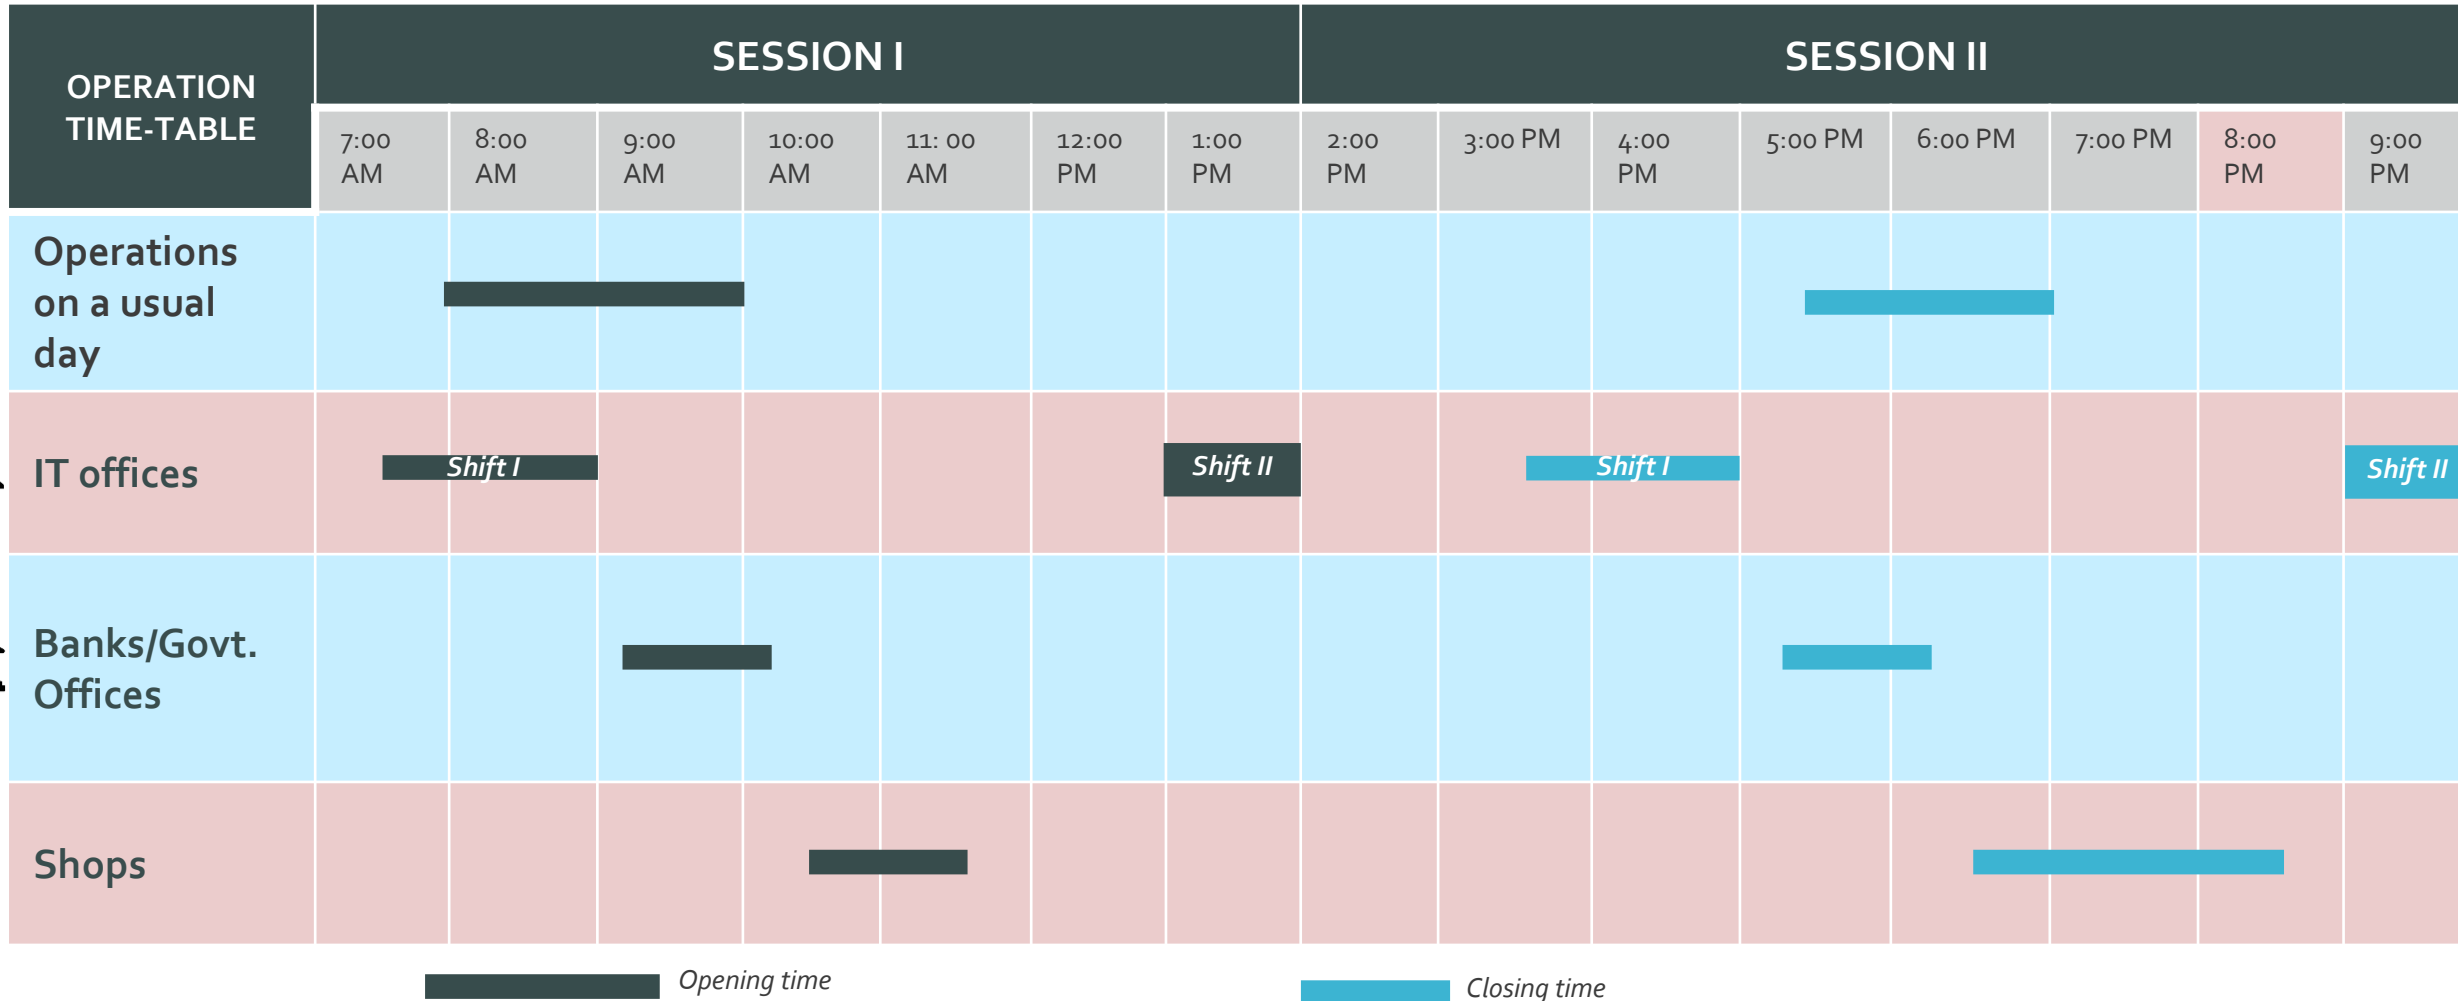 OPERATION
TIME-TABLE
SESSION I
SESSION II
7:00
AM
8:00
AM
9:00
AM
10:00
AM
11: 00
AM
12:00
PM
1:00
PM
2:00
PM
3:00 PM
4:00
PM
5:00 PM
6:00 PM
7:00 PM
8:00
PM
9:00
PM
Operations
on a usual
day
IT offices
Shift I
Shift II
Shift I
Shift II
Banks/Govt.
Offices
Shops
Opening time
Closing time